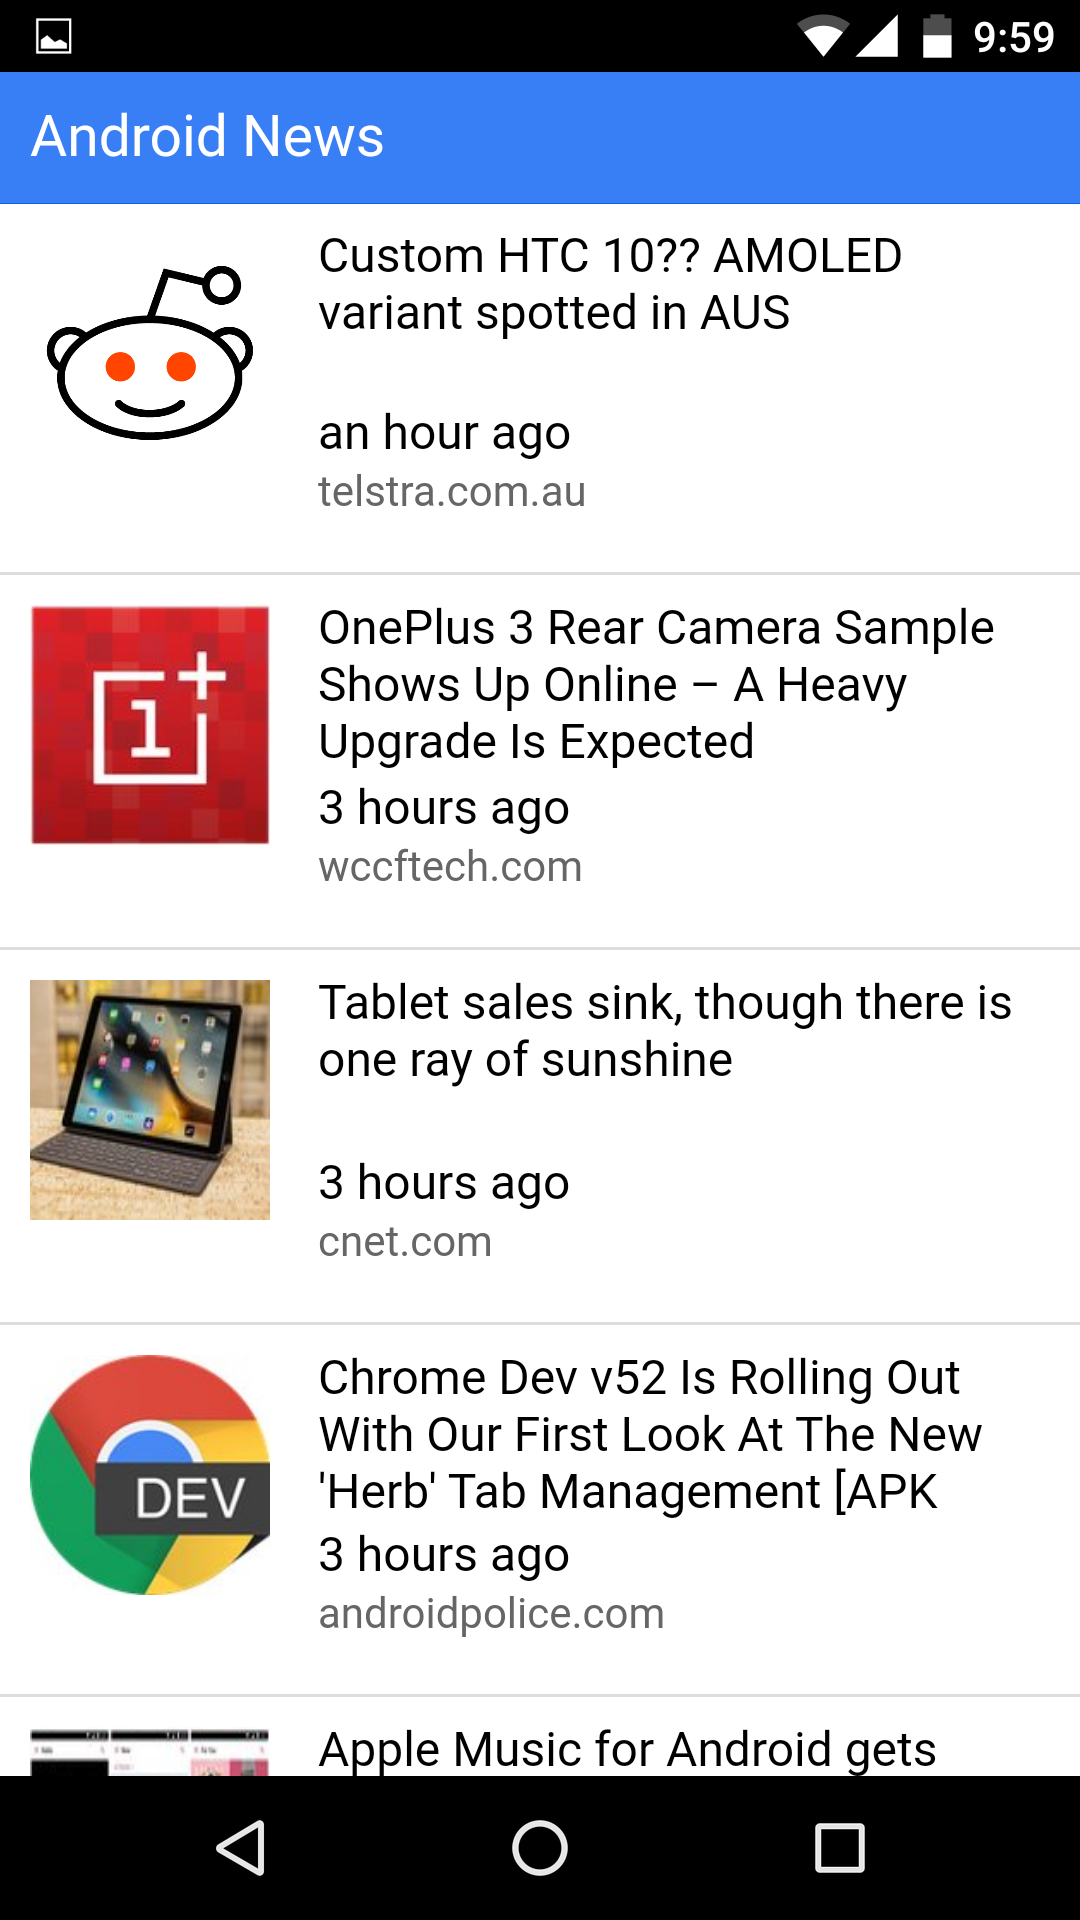 9:59
Android News
Custom HTC 10?? AMOLED
variant spotted in AUS
an hour ago
telstra.com.au
OnePlus 3 Rear Camera Sample
Shows Up Online – A Heavy
Upgrade Is Expected
3 hours ago
wccftech.com
Tablet sales sink, though there is
one ray of sunshine
3 hours ago
cnet.com
Chrome Dev v52 Is Rolling Out
With Our First Look At The New
'Herb' Tab Management [APK
3 hours ago
androidpolice.com
DEV
Apple Music for Android gets